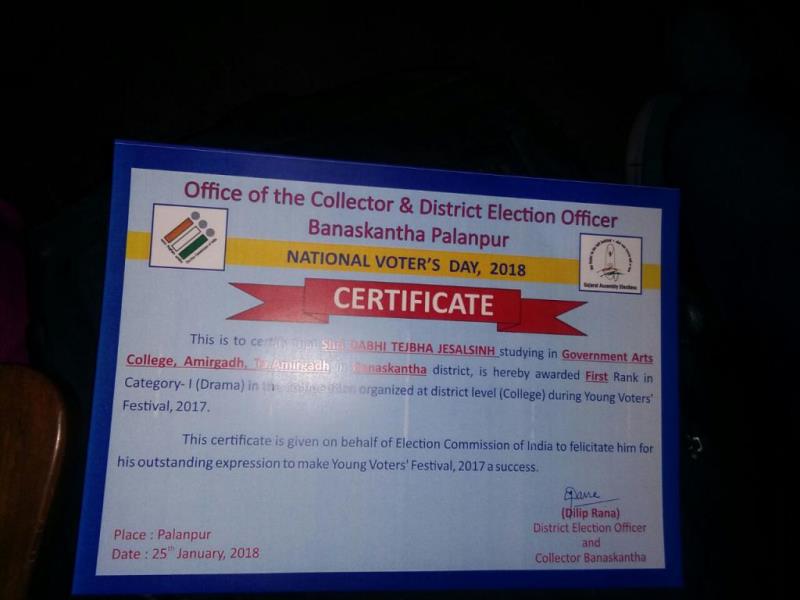 Office of the Collector & District Election Officer
Banaskantha Palanpur
NATIONAL VOTER'S DAY, 2018
Gujarat Assembly Elections
CERTIFICATE
This is to certify that Shri DABHI TEJBHA JESALSINH studying in Government Arts
College, Amirgadh, Ta.Amirgadh in Banaskantha district, is hereby awarded First Rank in
Category- I (Drama) in the organized at district level (College) during Young Voters'
Festival, 2017.
This certificate is given on behalf of Election Commission of India to felicitate him for
his outstanding expression to make Young Voters' Festival, 2017 a success.
(Dilip Rana)
District Election Officer
and
Collector Banaskantha
Place : Palanpur
Date : 25th January, 2018